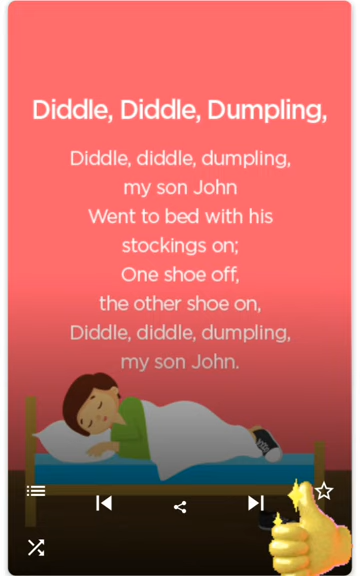 Diddle, Diddle, Dumpling,
Diddle, diddle, dumpling,
my son John
Went to bed with his
stockings on;
One shoe off,
the other shoe on,
Diddle, diddle, dumpling,
my son John.